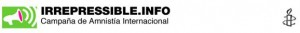 IRREPRESSIBLE.INFO
Campaña de Amnistía Internacional